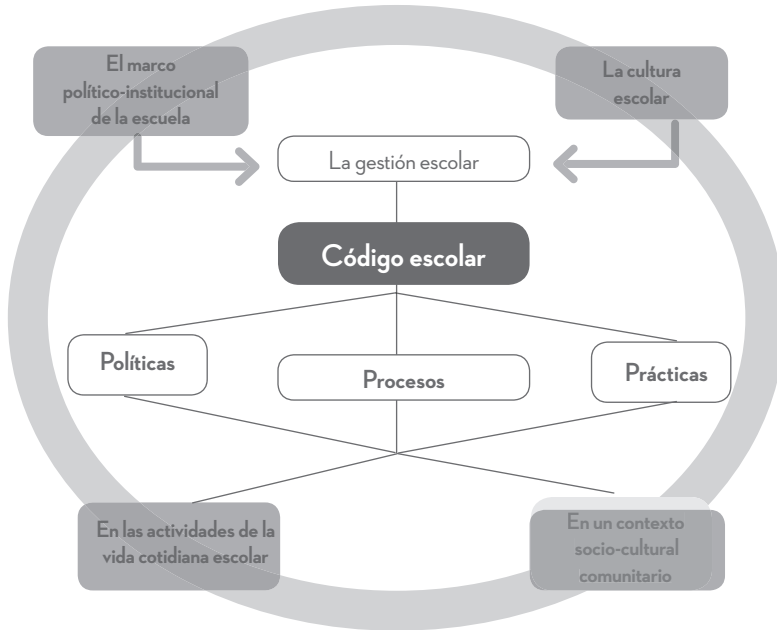 El marco
político-institucional
de la escuela
La cultura
escolar
La gestión escolar
Código escolar
Políticas
Procesos
Prácticas
En las actividades de la
vida cotidiana escolar
En un contexto
socio-cultural
comunitario